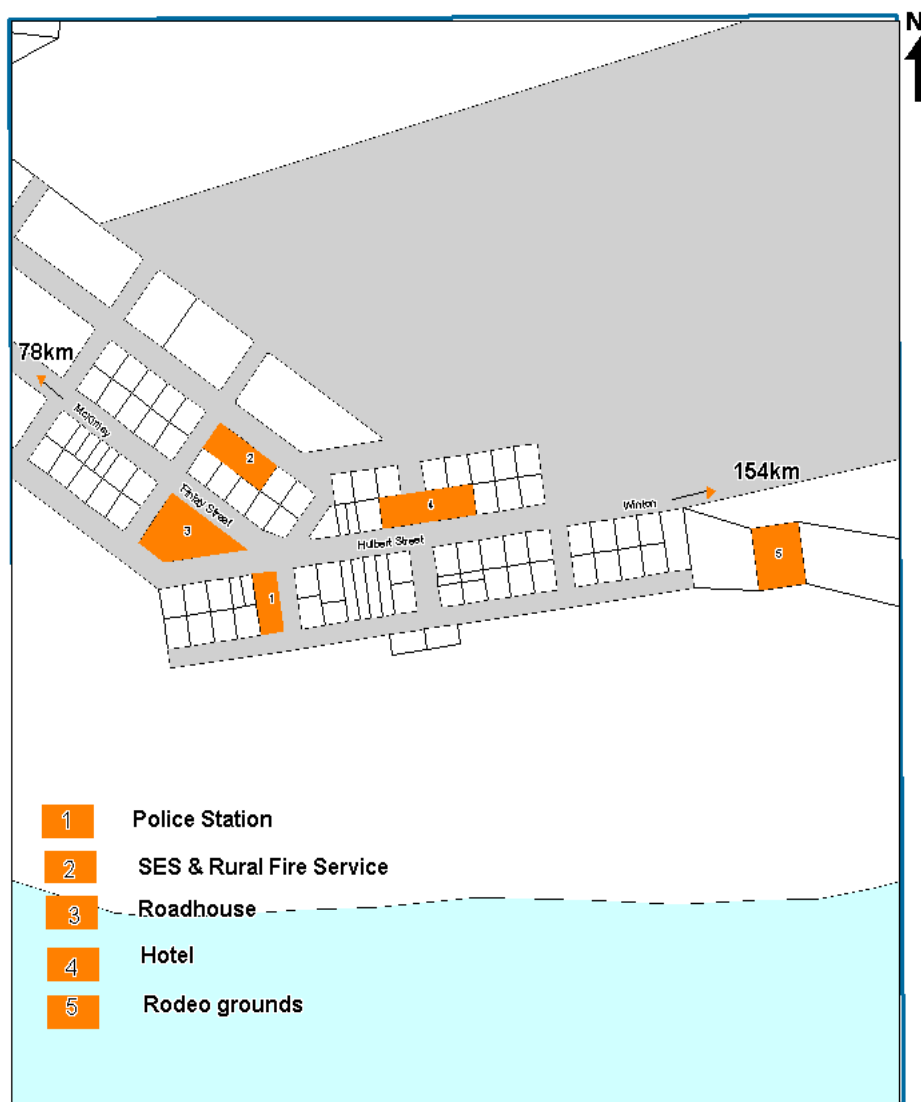 N
78km
McKinley
2
154km
Finlay Street
Winton
4
3
Hulbert Street
5
1
1 Police Station
2 SES & Rural Fire Service
3 Roadhouse
4 Hotel
5 Rodeo grounds